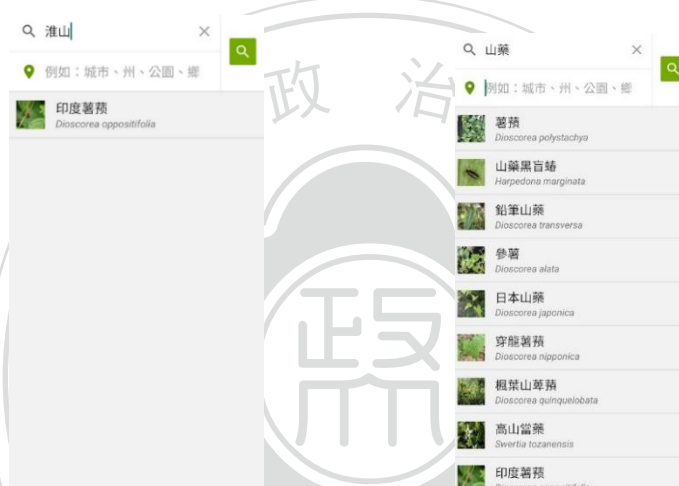 淮山
例如：城市、州、公園、鄉
印度薯蕷
Dioscorea oppositifolia
政 治
山藥
例如：城市、州、公園、鄉
薯蕷
Dioscorea polystachya
山藥黑盲蝽
Harpedona marginata
鉛筆山藥
Dioscorea transversa
參薯
Dioscorea alata
日本山藥
Dioscorea japonica
穿龍薯蕷
Dioscorea nipponica
楓葉山萆薢
Dioscorea quinquelobata
高山當藥
Swertia tozanensis
印度薯蕷
Dioscorea oppositifolia